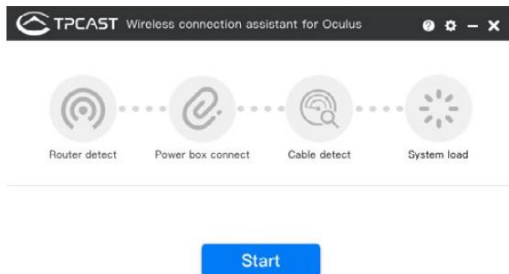 TPCAST Wireless connection assistant for Oculus
Router detect Power box connect Cable detect System load
Start